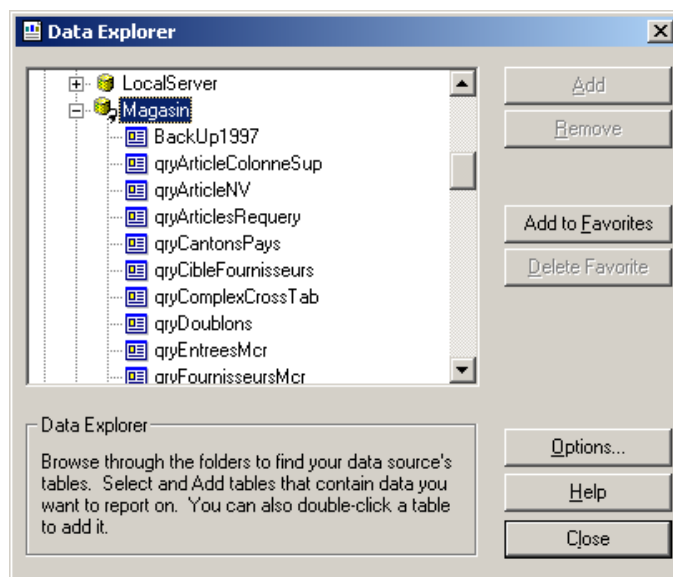 Data Explorer
LocalServer
Magasin
BackUp1997
qryArticleColonneSup
qryArticleNV
qryArticlesRequery
qryCantonsPays
qryCibleFournisseurs
qryComplexCrossTab
qryDoublons
qryEntreesMcr
qryFournisseursMcr
Add
Remove
Add to Favorites
Delete Favorite
Data Explorer
Browse through the folders to find your data source's
tables. Select and Add tables that contain data you
want to report on. You can also double-click a table
to add it.
Options...
Help
Close